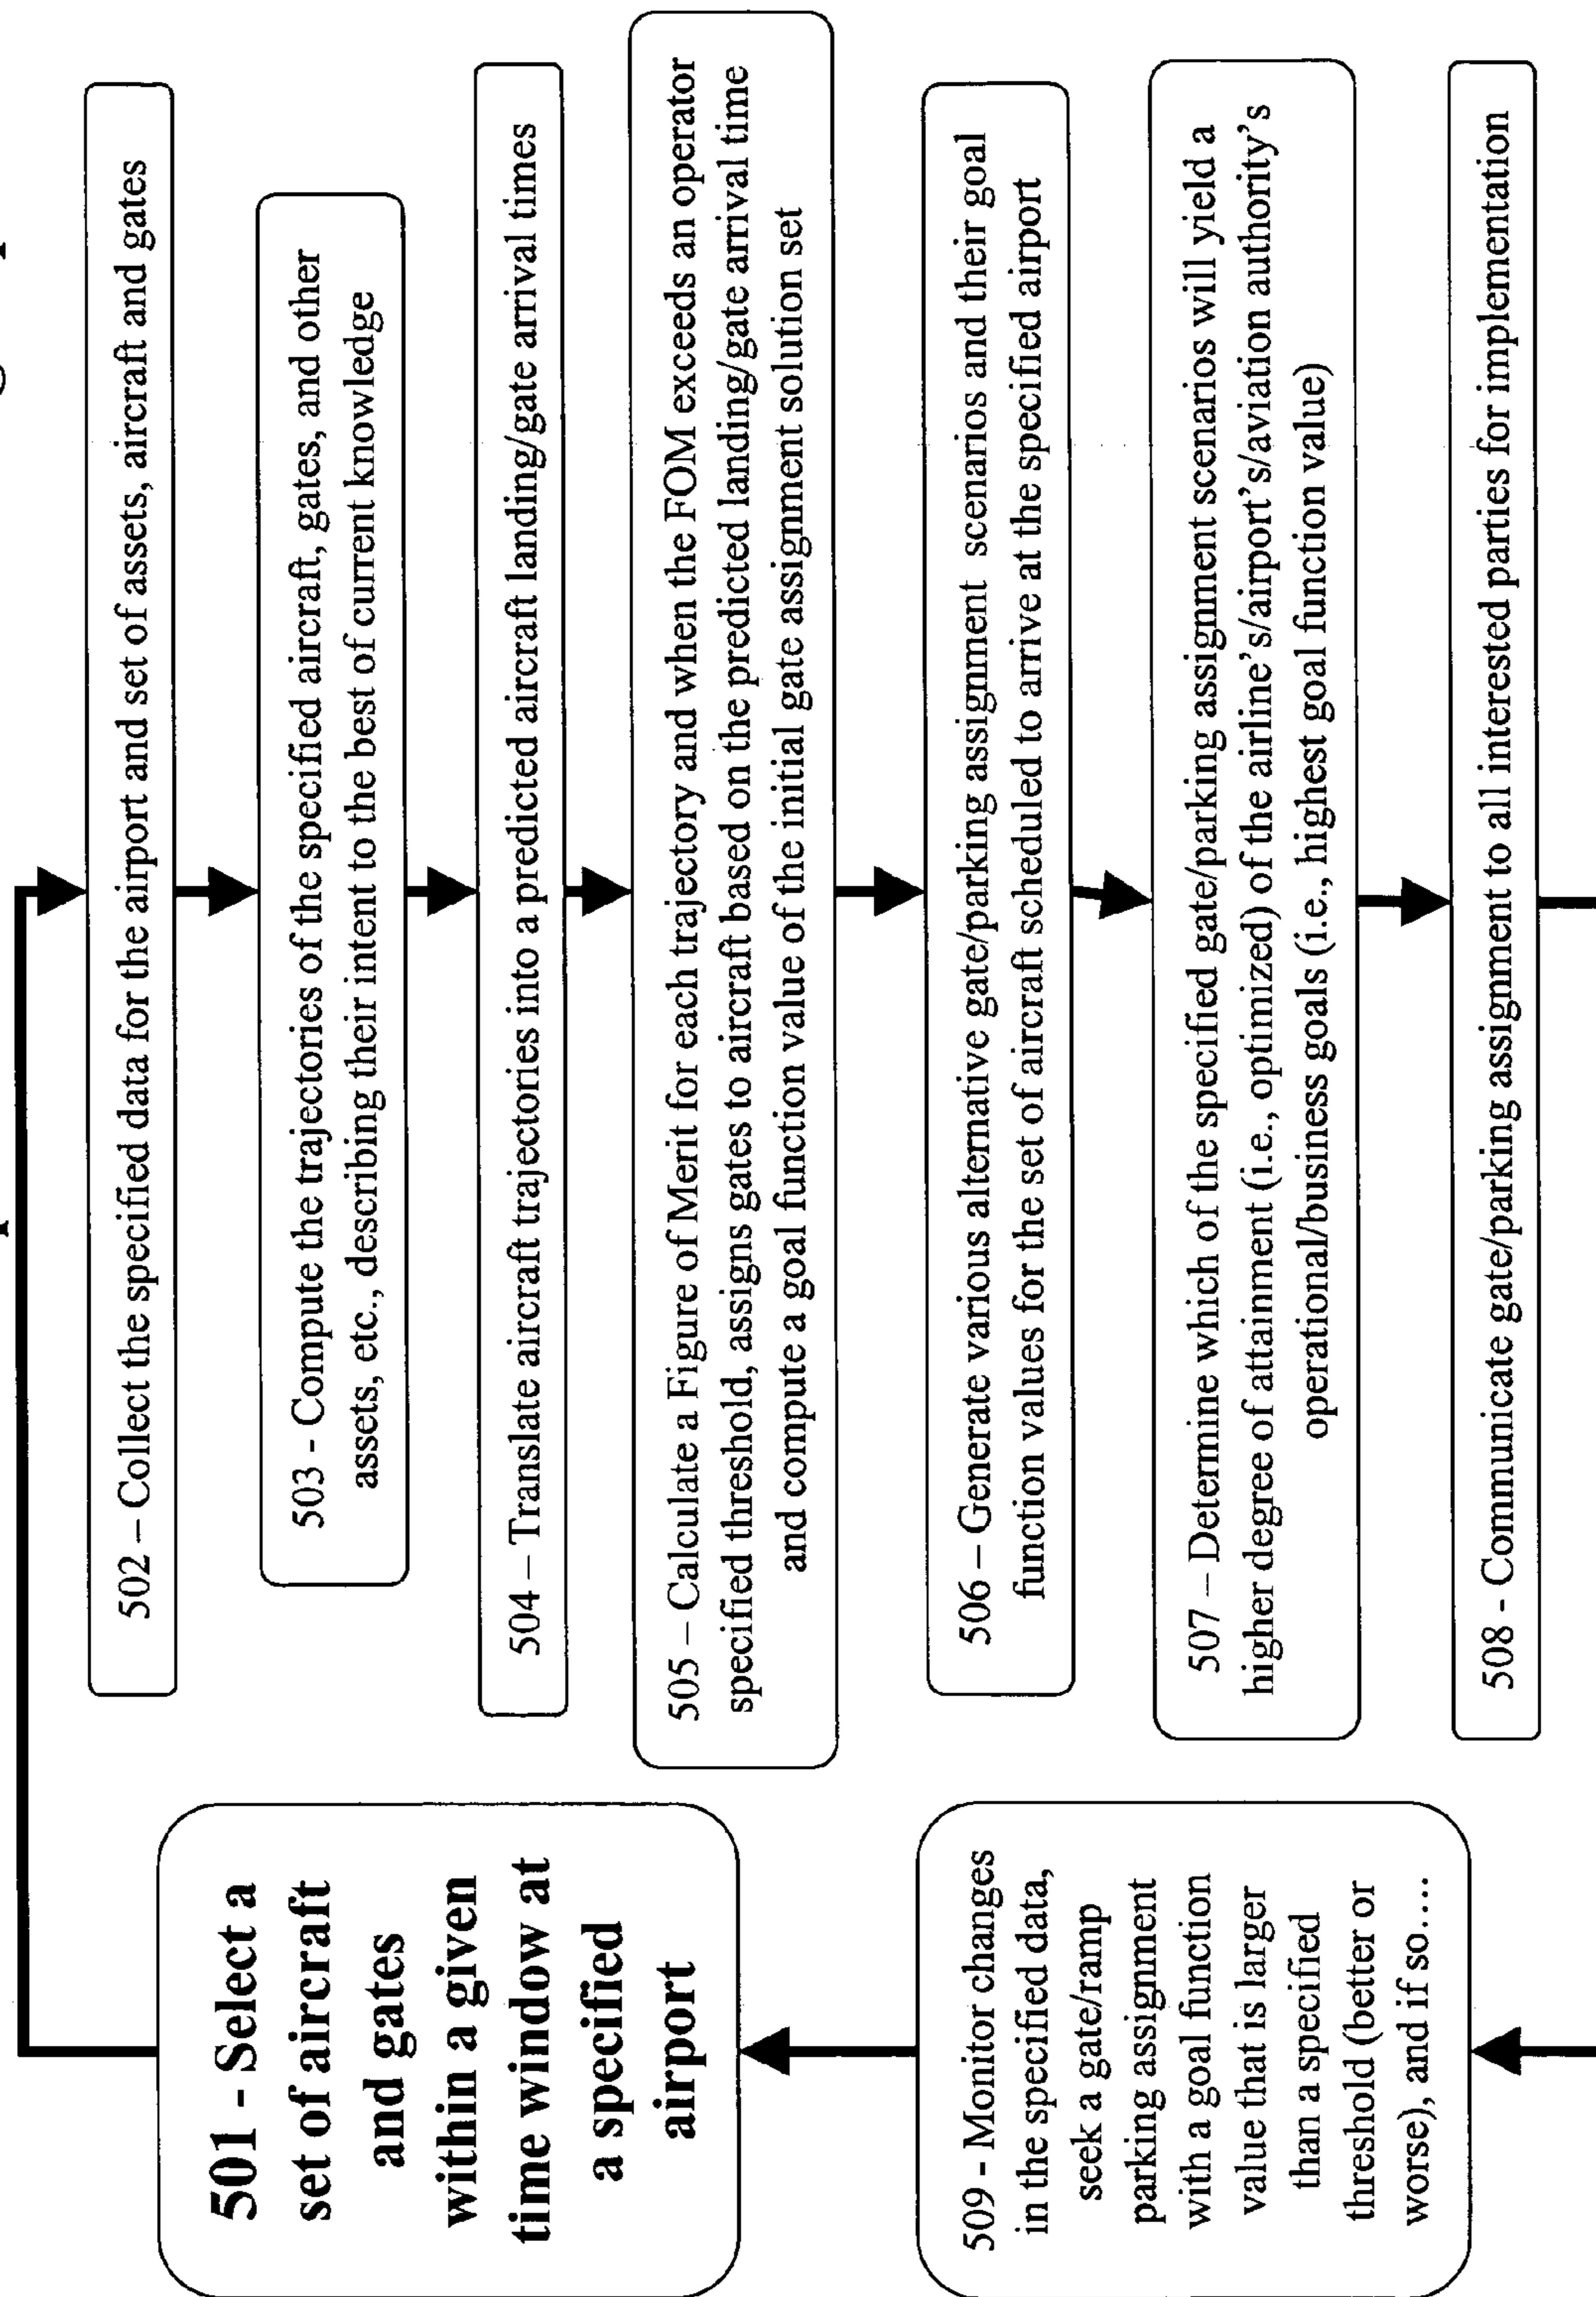 501 - Select a
set of aircraft
and gates
within a given
time window at
a specified
airport
502 – Collect the specified data for the airport and set of assets, aircraft and gates
503 - Compute the trajectories of the specified aircraft, gates, and other
assets, etc., describing their intent to the best of current knowledge
504 – Translate aircraft trajectories into a predicted aircraft landing/gate arrival times
505 – Calculate a Figure of Merit for each trajectory and when the FOM exceeds an operator
specified threshold, assigns gates to aircraft based on the predicted landing/gate arrival time
and compute a goal function value of the initial gate assignment solution set
506 – Generate various alternative gate/parking assignment scenarios and their goal
function values for the set of aircraft scheduled to arrive at the specified airport
507 – Determine which of the specified gate/parking assignment scenarios will yield a
higher degree of attainment (i.e., optimized) of the airline's/airport's/aviation authority's
operational/business goals (i.e., highest goal function value)
508 - Communicate gate/parking assignment to all interested parties for implementation
509 - Monitor changes
in the specified data,
seek a gate/ramp
parking assignment
with a goal function
value that is larger
than a specified
threshold (better or
worse), and if so....